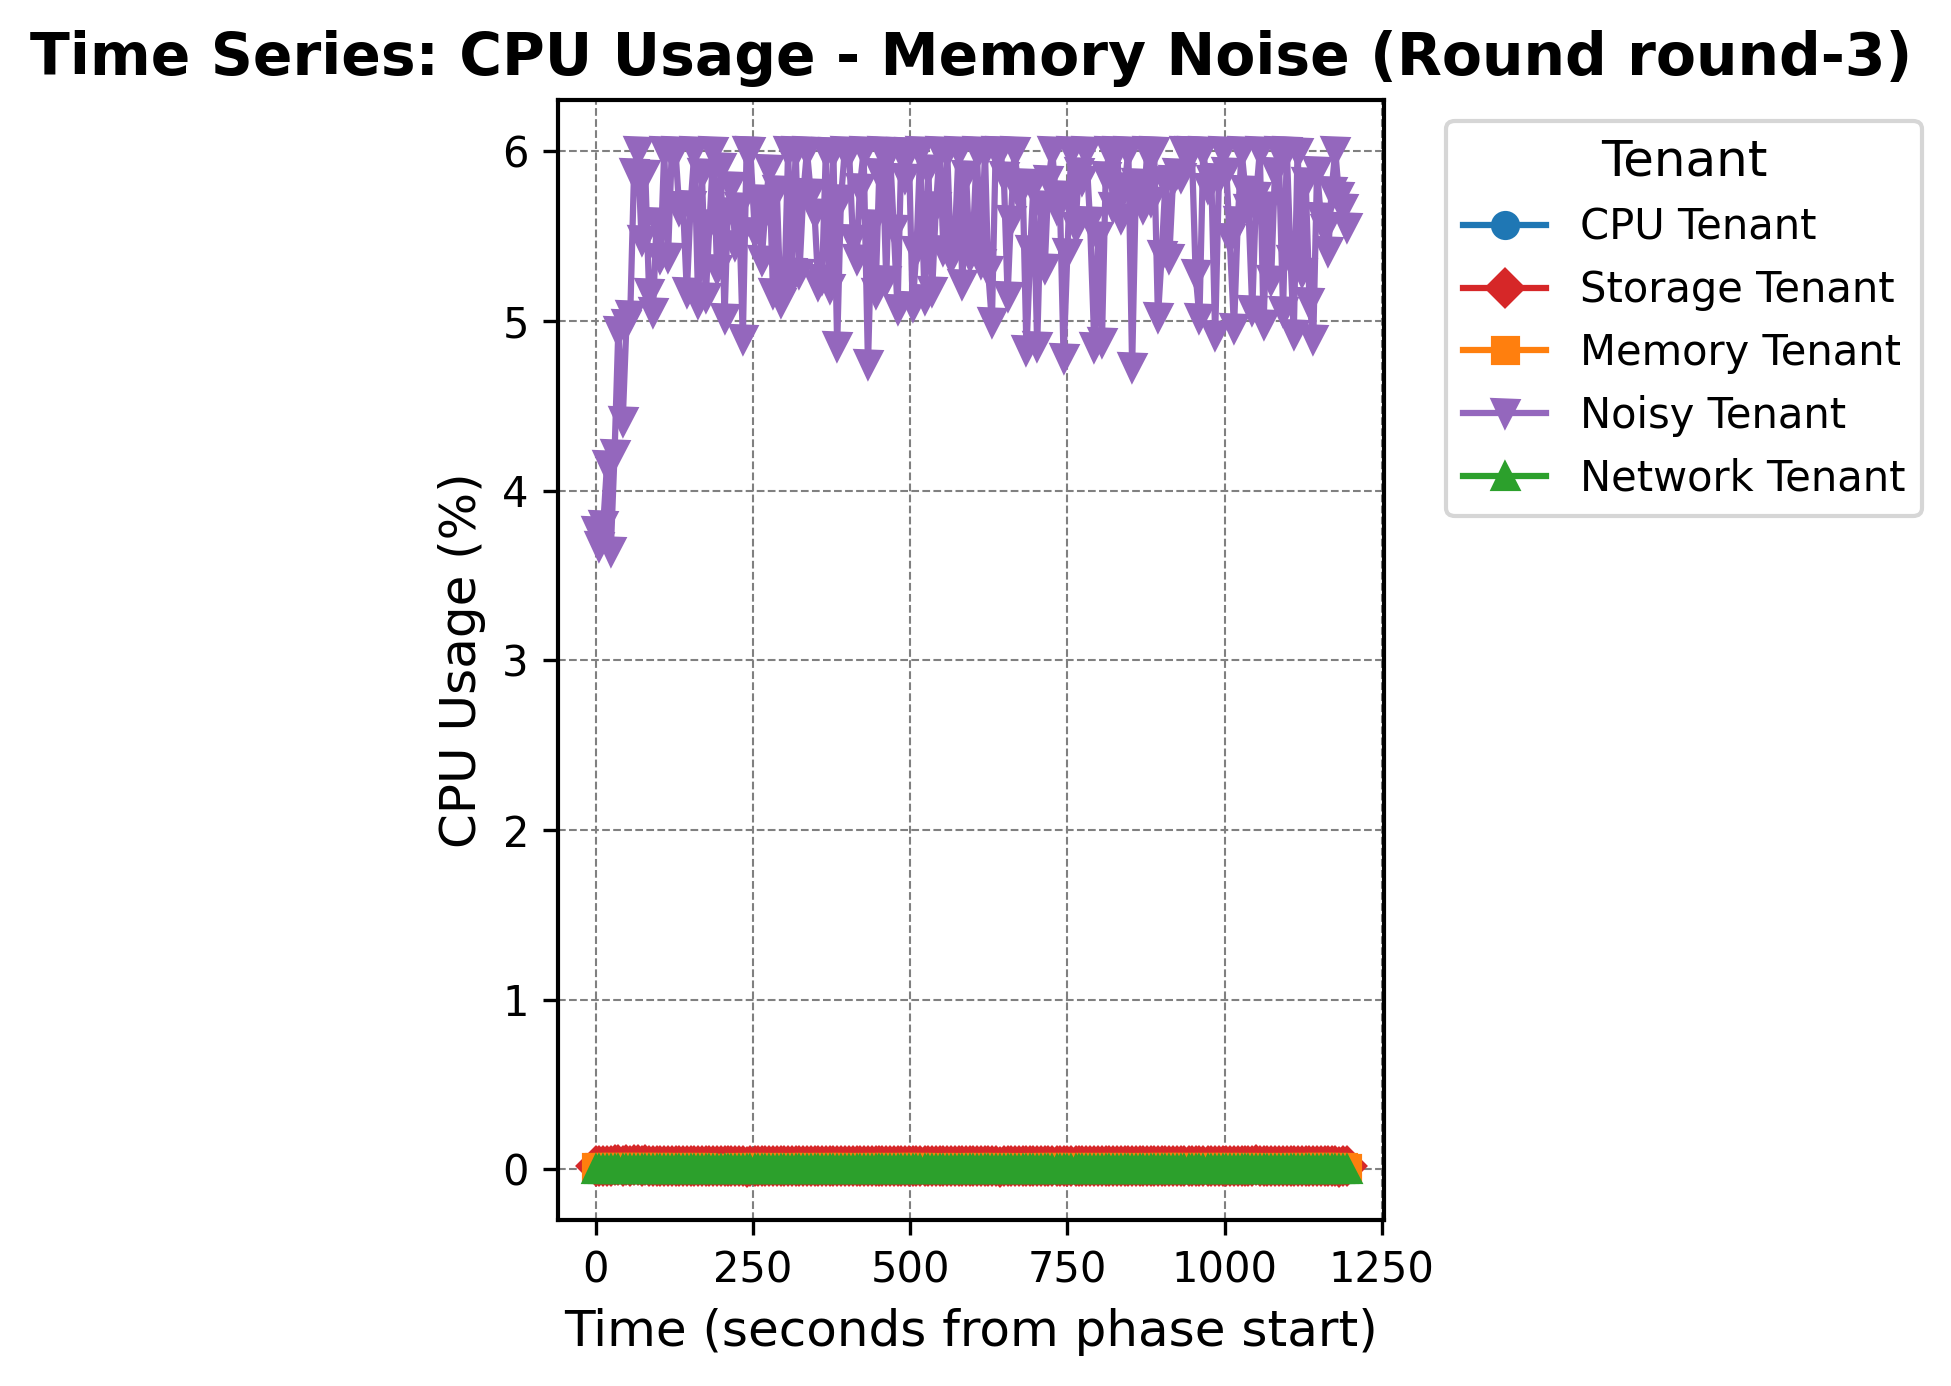 Time Series: CPU Usage - Memory Noise (Round round-3)
CPU Usage (%)
6
5
4
3
2
1
0
0 250 500 750 1000 1250
Time (seconds from phase start)
Tenant
CPU Tenant
Storage Tenant
Memory Tenant
Noisy Tenant
Network Tenant